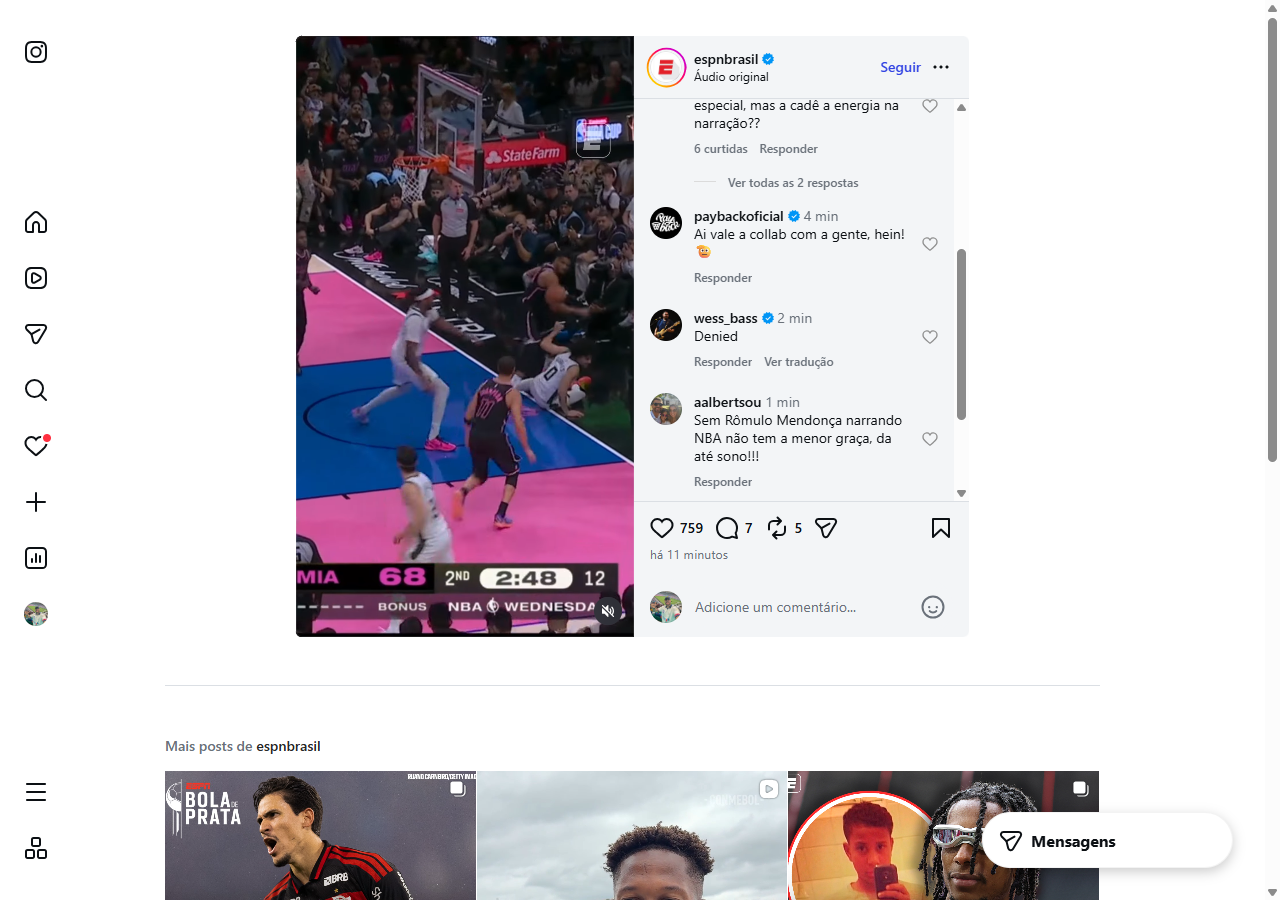 espnbrasil
Áudio original
Seguir
especial, mas a cadê a energia na
narração??
6 curtidas Responder
Ver todas as 2 respostas
paybackoficial 4 min
Ai vale a collab com a gente, hein!
🫡
Responder
wess_bass 2 min
Denied
Responder Ver tradução
aalbertsou 1 min
Sem Rômulo Mendonça narrando
NBA não tem a menor graça, da
até sono!!!
Responder
759 7 5
há 11 minutos
Adicione um comentário...
StateFarm
CUP
MIA 68 2ND 2:48 12
BONUS NBA WEDNESDA
Mais posts de espnbrasil
BOLA
DE
PRATA
Mensagens